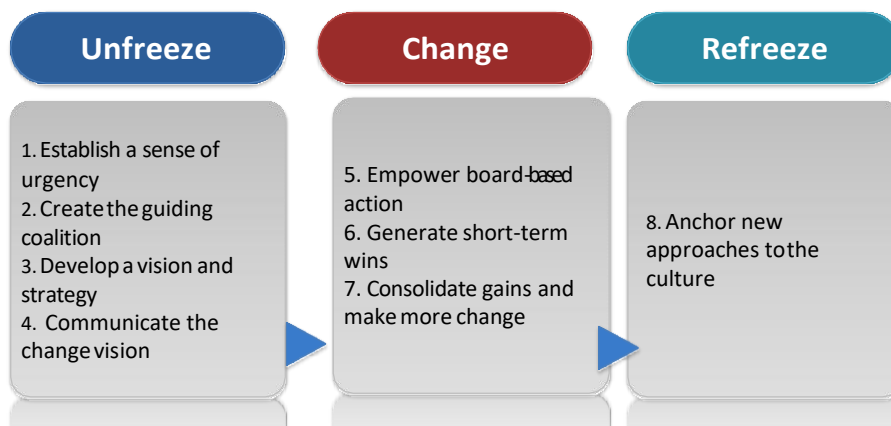 Unfreeze
Change
Refreeze
1. Establish a sense of
urgency
2. Create the guiding
coalition
3. Develop a vision and
strategy
4. Communicate the
change vision
5. Empower board-based
action
6. Generate short-term
wins
7. Consolidate gains and
make more change
8. Anchor new
approaches to the
culture